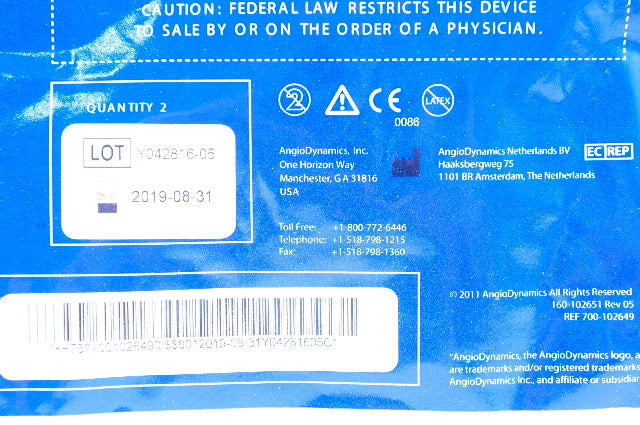 CAUTION: FEDERAL LAW RESTRICTS THIS DEVICE
TO SALE BY OR ON THE ORDER OF A PHYSICIAN.
QUANTITY 2
LOT Y042816-05
2019-08-31
2
LATEX
CE
0086
AngioDynamics, Inc.
One Horizon Way
Manchester, GA 31816
USA
AngioDynamics Netherlands BV
Haaksbergweg 75
1101 BR Amsterdam, The Netherlands
EC REP
Toll Free: +1-800-772-6446
Telephone: +1-518-798-1215
Fax: +1-518-798-1360
© 2011 AngioDynamics All Rights Reserved
160-102651 Rev 05
REF 700-102649
*AngioDynamics, the AngioDynamics logo, a
are trademarks and/or registered trademarks
AngioDynamics Inc., and affiliate or subsidiar